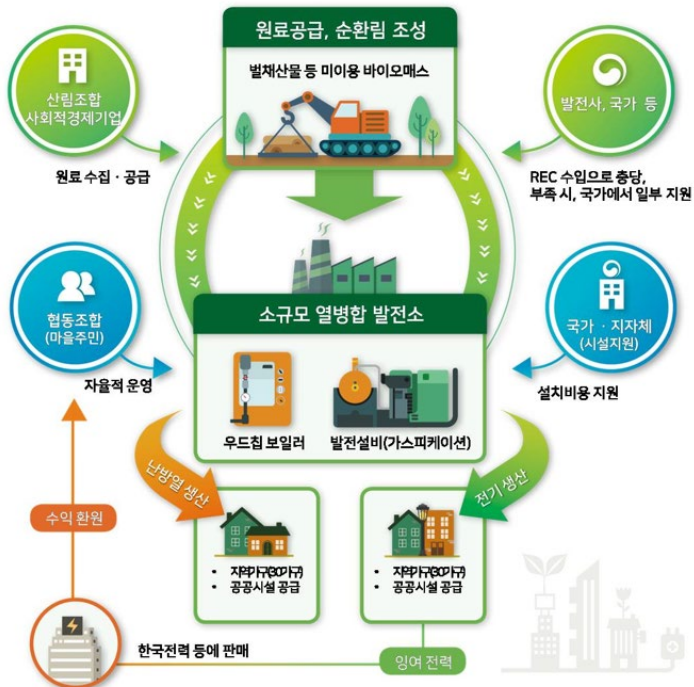 원료공급, 순환림 조성
벌채산물 등 미이용 바이오매스
산림조합
사회적경제기업
원료 수집 · 공급
발전사, 국가 등
REC 수입으로 충당,
부족 시, 국가에서 일부 지원
협동조합
(마을주민)
자율적 운영
소규모 열병합 발전소
우드칩 보일러
발전설비(가스피케이션)
국가 · 지자체
(시설지원)
설치비용 지원
난방열 생산
전기 생산
• 지역가구(30가구)
• 공공시설 공급
• 지역가구(30가구)
• 공공시설 공급
수익 환원
한국전력 등에 판매
잉여 전력